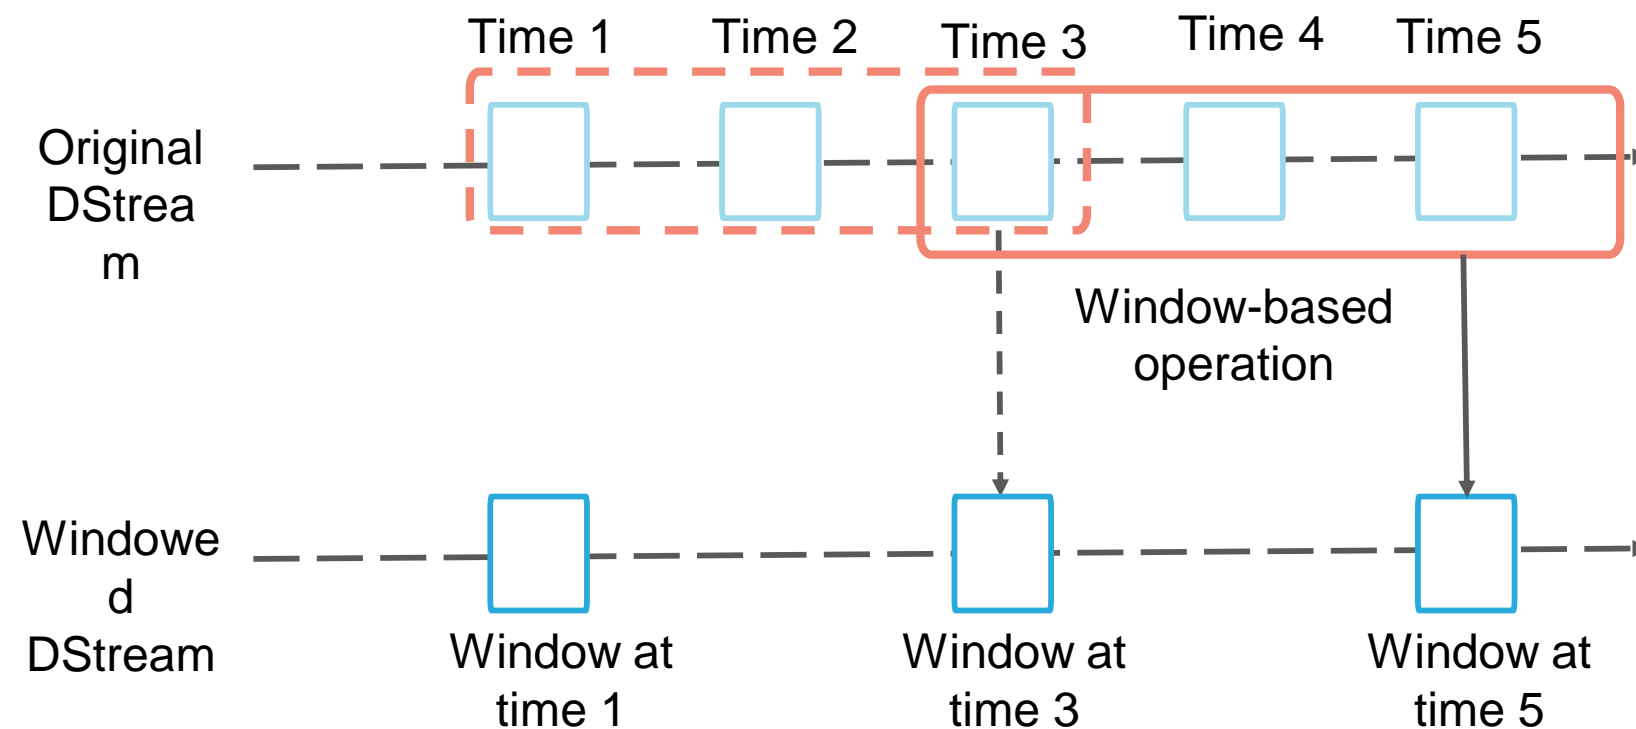 Time 1
Time 2
Time 3
Time 4
Time 5
Original
DStrea
m
Window-based
operation
Windowe
d
DStream
Window at
time 1
Window at
time 3
Window at
time 5